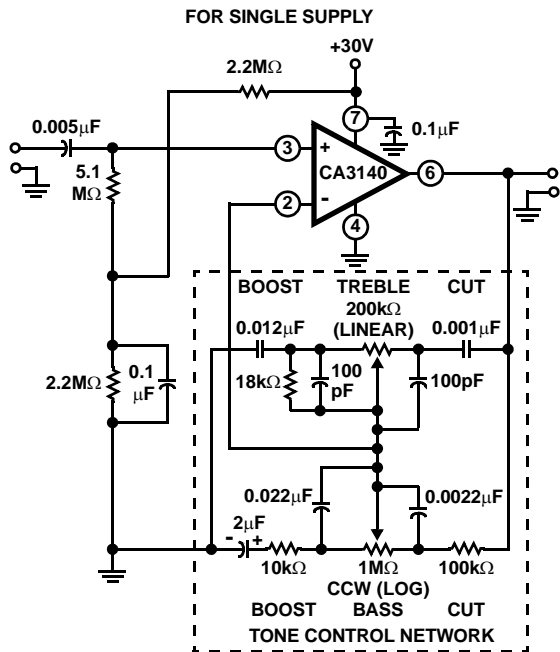 FOR SINGLE SUPPLY
+30V
2.2MΩ
7
0.005μF
0.1μF
3
+
CA3140
6
5.1
MΩ
2
-
4
BOOST
TREBLE
CUT
200kΩ
(LINEAR)
0.012μF
0.001μF
2.2MΩ
0.1
μF
18kΩ
100
pF
100pF
0.022μF
0.0022μF
2μF
- +
10kΩ
1MΩ
100kΩ
CCW (LOG)
BOOST
BASS
CUT
TONE CONTROL NETWORK